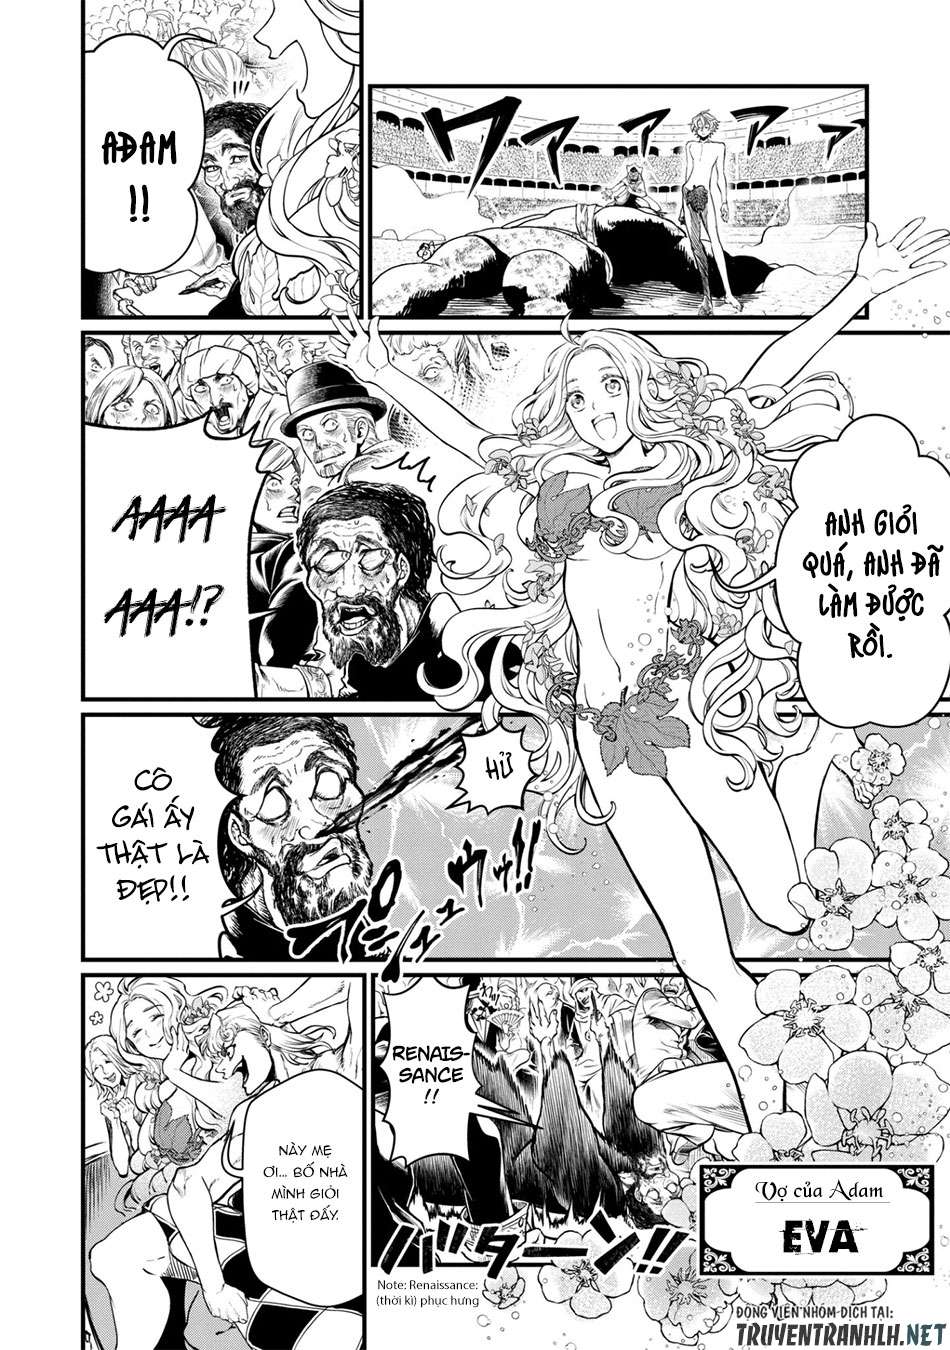 ワァァァァァ
ADAM
!!
ANH GIỎI
QUÁ, ANH ĐÃ
LÀM ĐƯỢC
RỒI.
AAAA
AAA!?
HỬ
CÔ
GÁI ẤY
THẬT LÀ
ĐẸP!!
RENAIS-
SANCE
!!
NÀY MẸ
ƠI... BỐ NHÀ
MÌNH GIỎI
THẬT ĐẤY.
バターーン!!
Note: Renaissance:
(thời kì) phục hưng
Vợ của Adam
EVA
ĐỘNG VIÊN NHÓM DỊCH TẠI:
TRUYENTRANHLH.NET